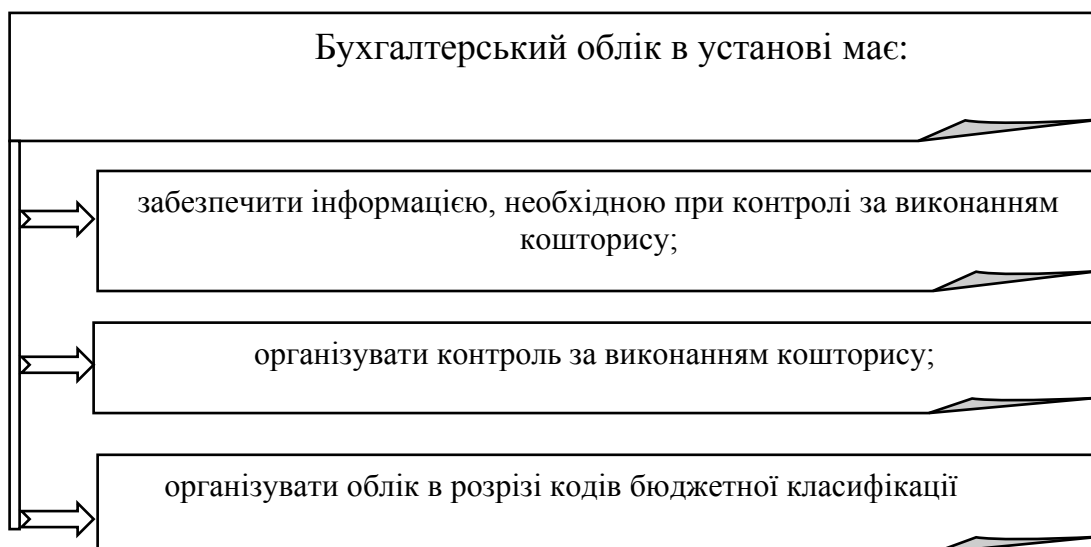 Бухгалтерський облік в установі має:
забезпечити інформацією, необхідною при контролі за виконанням
кошторису;
організувати контроль за виконанням кошторису;
організувати облік в розрізі кодів бюджетної класифікації